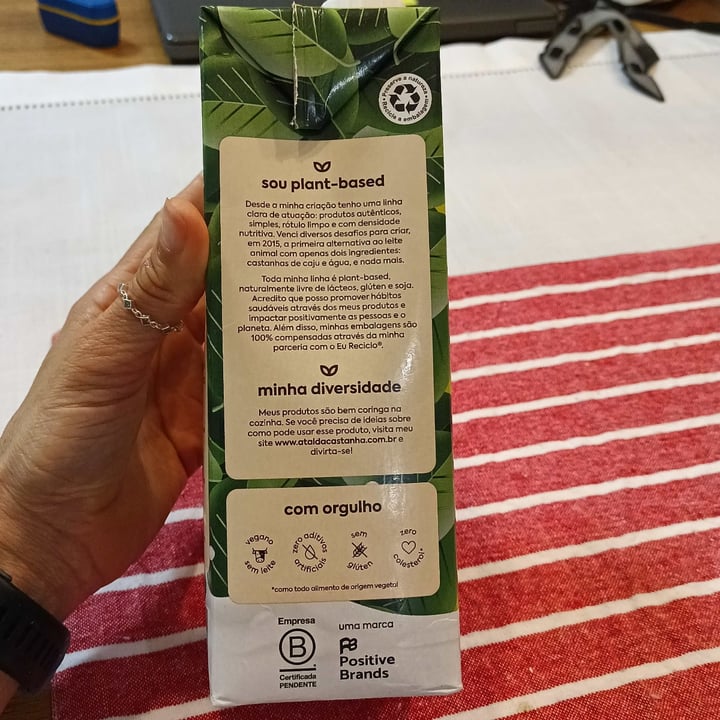 Preserve a natureza
Recicle a embalagem
sou plant-based
Desde a minha criação tenho uma linha
clara de atuação: produtos autênticos,
simples, rótulo limpo e com densidade
nutritiva. Venci diversos desafios para criar,
em 2015, a primeira alternativa ao leite
animal com apenas dois ingredientes:
castanhas de caju e água, e nada mais.
Toda minha linha é plant-based,
naturalmente livre de lácteos, glúten e soja.
Acredito que posso promover hábitos
saudáveis através dos meus produtos e
impactar positivamente as pessoas e o
planeta. Além disso, minhas embalagens são
100% compensadas através da minha
parceria com o Eu Reciclo®.
minha diversidade
Meus produtos são bem coringa na
cozinha. Se você precisa de ideias sobre
como pode usar esse produto, visita meu
site www.ataldacastanha.com.br e
divirta-se!
com orgulho
vegano
sem leite
zero aditivos
artificiais
sem
glúten
zero
colesterol*
*como todo alimento de origem vegetal
Empresa
B
Certificada
PENDENTE
uma marca
Positive
Brands